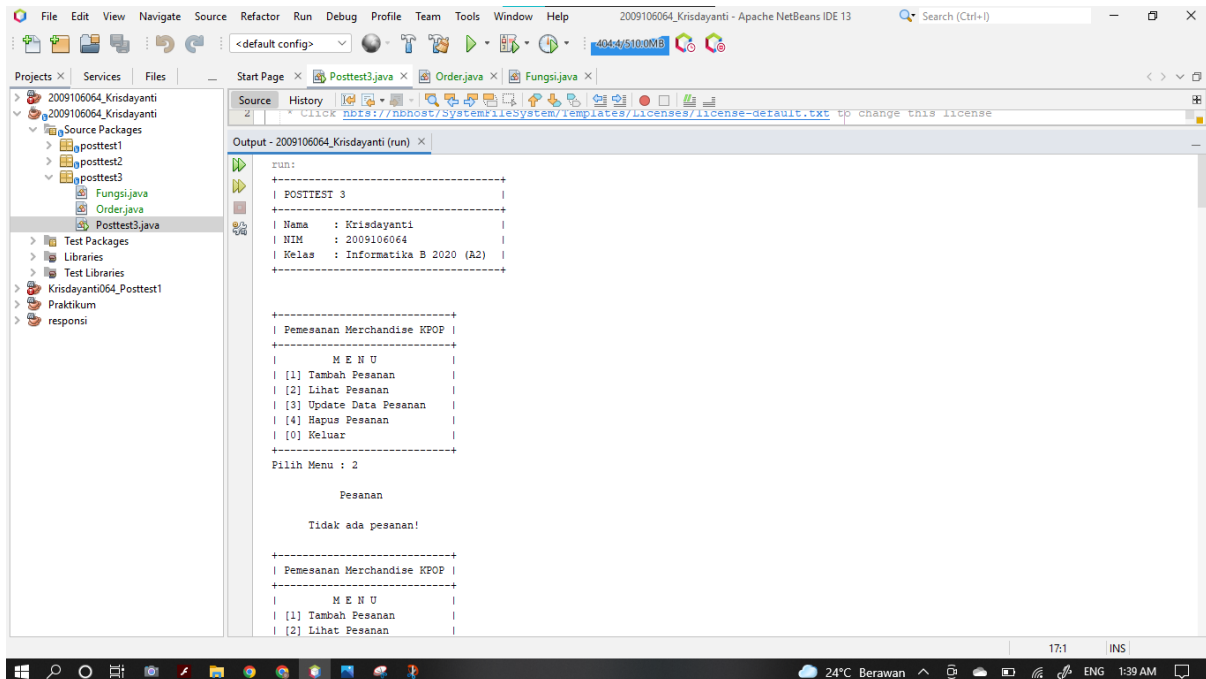 File Edit View Navigate Source Refactor Run Debug Profile Team Tools Window Help 2009106064_Krisdayanti - Apache NetBeans IDE 13 Search (Ctrl+I)
<default config> 404.4/510.0MB
Projects Services Files Start Page Posttest3.java Order.java Fungsi.java
2009106064_Krisdayanti
2009106064_Krisdayanti
Source Packages
posttest1
posttest2
posttest3
Fungsi.java
Order.java
Posttest3.java
Test Packages
Libraries
Test Libraries
Krisdayanti064_Posttest1
Praktikum
responsi
Source History
2 * Click nbfs://nbhost/SystemFileSystem/Templates/Licenses/license-default.txt to change this license
Output - 2009106064_Krisdayanti (run)
run:
+------------------------------------+
| POSTTEST 3 |
+------------------------------------+
| Nama : Krisdayanti |
| NIM : 2009106064 |
| Kelas : Informatika B 2020 (A2) |
+------------------------------------+
+----------------------------+
| Pemesanan Merchandise KPOP |
+----------------------------+
| M E N U |
| [1] Tambah Pesanan |
| [2] Lihat Pesanan |
| [3] Update Data Pesanan |
| [4] Hapus Pesanan |
| [0] Keluar |
+----------------------------+
Pilih Menu : 2
Pesanan
Tidak ada pesanan!
+----------------------------+
| Pemesanan Merchandise KPOP |
+----------------------------+
| M E N U |
| [1] Tambah Pesanan |
| [2] Lihat Pesanan |
17:1 INS
24°C Berawan ENG 1:39 AM